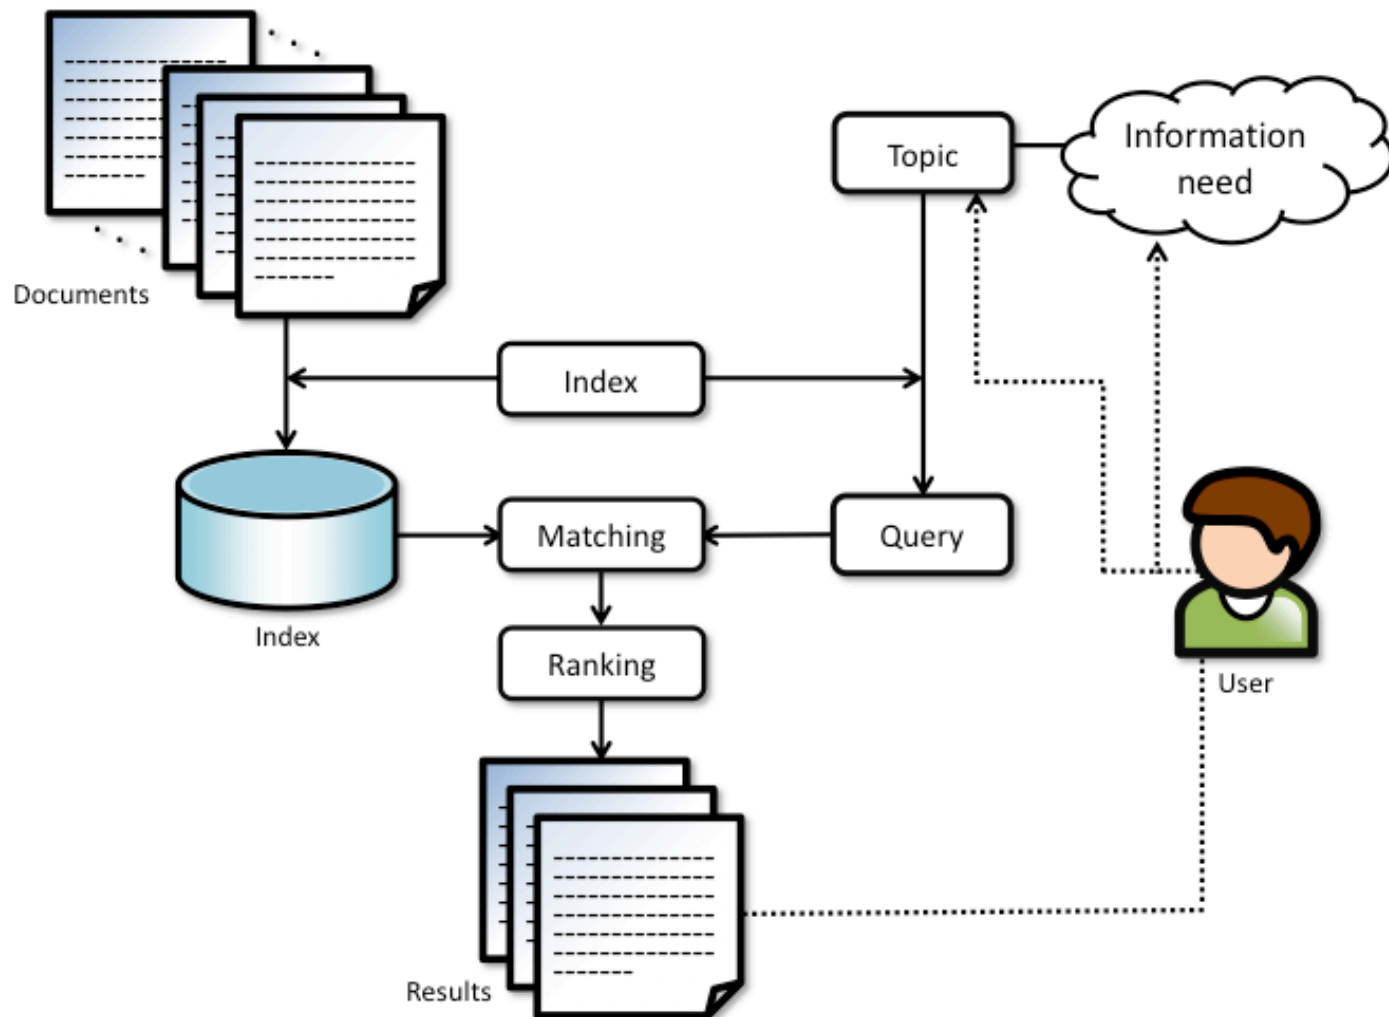 Documents
Topic
Information
need
Index
Matching
Query
Index
Ranking
User
Results